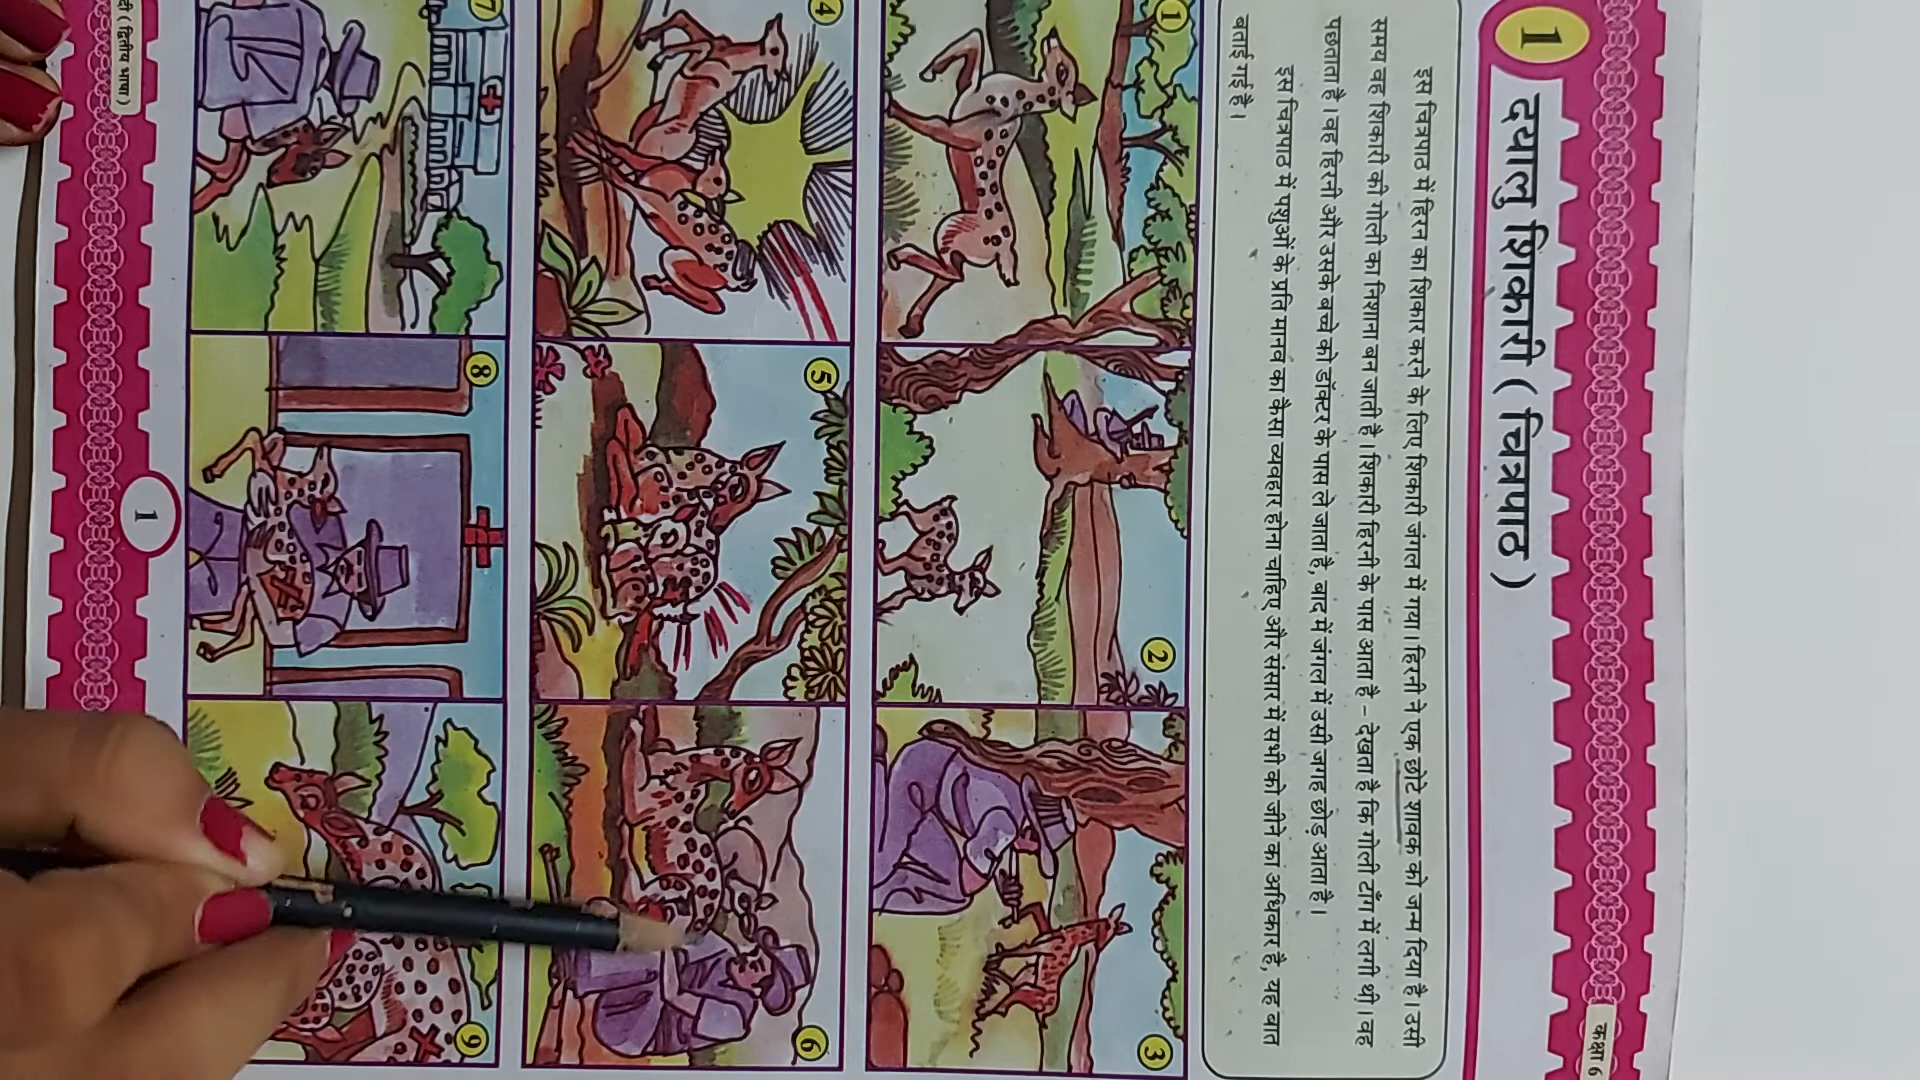 कक्षा 6
1
दयालु शिकारी ( चित्रपाठ )
इस चित्रपाठ में हिरन का शिकार करने के लिए शिकारी जंगल में गया । हिरनी ने एक छोटे शावक को जन्म दिया है । उसी
समय वह शिकारी की गोली का निशाना बन जाती है । शिकारी हिरनी के पास आता है - देखता है कि गोली टाँग में लगी थी । वह
पछताता है । वह हिरनी और उसके बच्चे को डॉक्टर के पास ले जाता है, बाद में जंगल में उसी जगह छोड़ आता है ।
इस चित्रपाठ में पशुओं के प्रति मानव का कैसा व्यवहार होना चाहिए और संसार में सभी को जीने का अधिकार है, यह बात
बताई गई है ।
1
2
3
4
5
6
7
8
9
(द्वितीय भाषा)
1